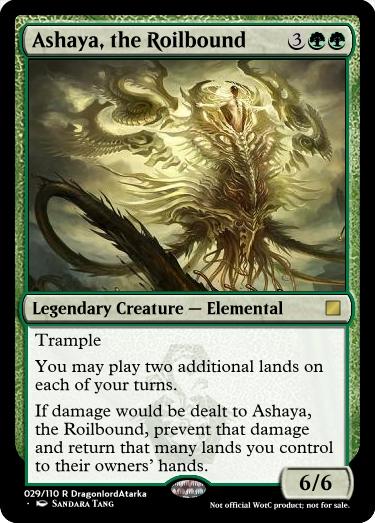 Ashaya, the Roilbound 3
Legendary Creature — Elemental
Trample
You may play two additional lands on
each of your turns.
If damage would be dealt to Ashaya,
the Roilbound, prevent that damage
and return that many lands you control
to their owners' hands.
6/6
029/110 R DragonlordAtarka
· Sandara Tang
Not official WotC product; not for sale.